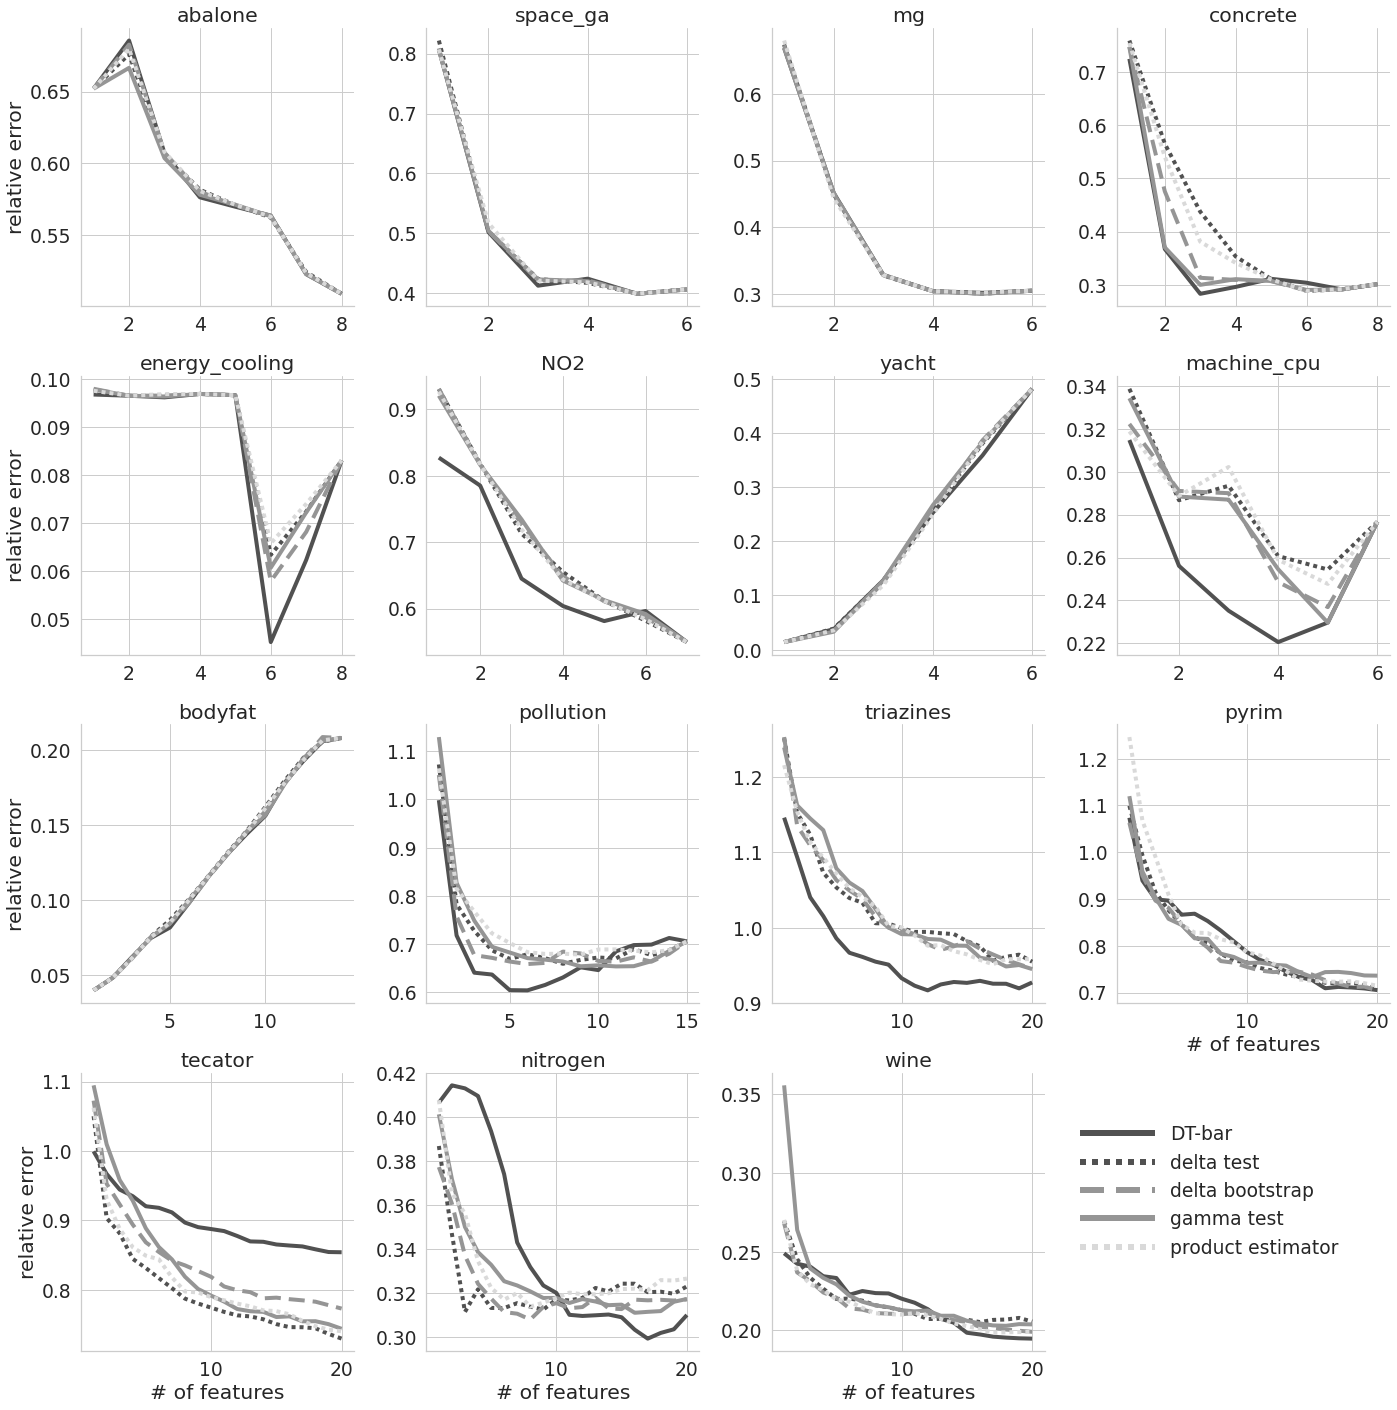 abalone
space_ga
mg
concrete
relative error
0.65
0.60
0.55
2 4 6 8
0.8
0.7
0.6
0.5
0.4
2 4 6
0.6
0.5
0.4
0.3
2 4 6
0.7
0.6
0.5
0.4
0.3
2 4 6 8
energy_cooling
NO2
yacht
machine_cpu
relative error
0.10
0.09
0.08
0.07
0.06
0.05
2 4 6 8
0.9
0.8
0.7
0.6
2 4 6
0.5
0.4
0.3
0.2
0.1
0.0
2 4 6
0.34
0.32
0.30
0.28
0.26
0.24
0.22
2 4 6
bodyfat
pollution
triazines
pyrim
relative error
0.20
0.15
0.10
0.05
5 10
1.1
1.0
0.9
0.8
0.7
0.6
5 10 15
1.2
1.1
1.0
0.9
10 20
1.2
1.1
1.0
0.9
0.8
0.7
10 20
# of features
tecator
nitrogen
wine
relative error
1.1
1.0
0.9
0.8
10 20
# of features
0.42
0.40
0.38
0.36
0.34
0.32
0.30
10 20
# of features
0.35
0.30
0.25
0.20
10 20
# of features
DT-bar
delta test
delta bootstrap
gamma test
product estimator